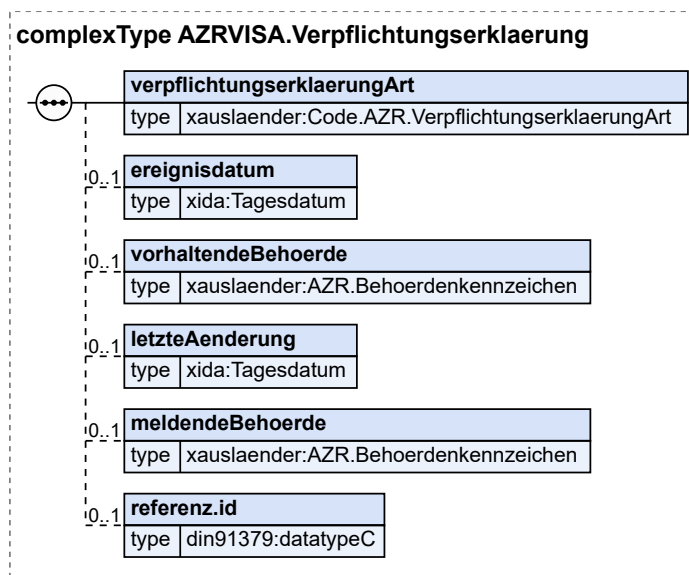 complexType AZRVISA.Verpflichtungserklaerung
verpflichtungserklaerungArt
type xauslaender:Code.AZR.VerpflichtungserklaerungArt
0..1 ereignisdatum
type xida:Tagesdatum
0..1 vorhaltendeBehoerde
type xauslaender:AZR.Behoerdenkennzeichen
0..1 letzteAenderung
type xida:Tagesdatum
0..1 meldendeBehoerde
type xauslaender:AZR.Behoerdenkennzeichen
0..1 referenz.id
type din91379:datatypeC